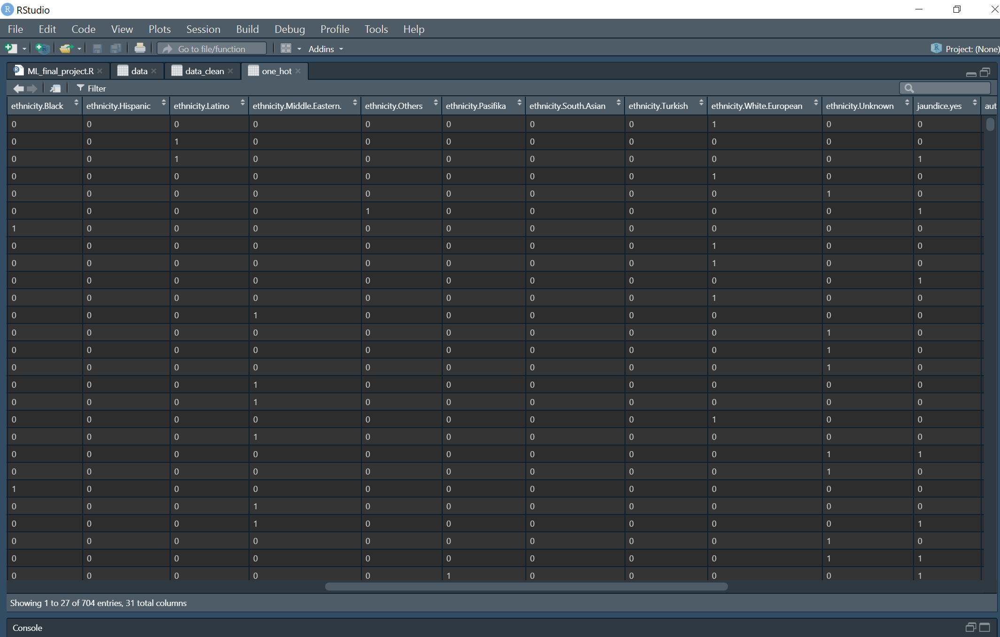 RStudio
File Edit Code View Plots Session Build Debug Profile Tools Help
Go to file/function Addins Project: (None)
ML_final_project.R data data_clean one_hot
Filter
ethnicity.Black ethnicity.Hispanic ethnicity.Latino ethnicity.Middle.Eastern. ethnicity.Others ethnicity.Pasifika ethnicity.South.Asian ethnicity.Turkish ethnicity.White.European ethnicity.Unknown jaundice.yes aut
0 0 0 0 0 0 0 0 1 0 0
0 0 1 0 0 0 0 0 0 0 0
0 0 1 0 0 0 0 0 0 0 1
0 0 0 0 0 0 0 0 1 0 0
0 0 0 0 0 0 0 0 0 1 0
0 0 0 0 1 0 0 0 0 0 1
1 0 0 0 0 0 0 0 0 0 0
0 0 0 0 0 0 0 0 1 0 0
0 0 0 0 0 0 0 0 1 0 0
0 0 0 0 0 0 0 0 0 0 1
0 0 0 0 0 0 0 0 1 0 0
0 0 0 1 0 0 0 0 0 0 0
0 0 0 0 0 0 0 0 0 1 0
0 0 0 0 0 0 0 0 0 1 0
0 0 0 0 0 0 0 0 0 1 0
0 0 0 1 0 0 0 0 0 0 0
0 0 0 1 0 0 0 0 0 0 0
0 0 0 0 0 0 0 0 1 0 0
0 0 0 1 0 0 0 0 0 0 0
0 0 0 0 0 0 0 0 0 1 1
0 0 0 0 0 0 0 0 0 1 0
1 0 0 0 0 0 0 0 0 0 0
0 0 0 1 0 0 0 0 0 0 0
0 0 0 1 0 0 0 0 0 0 1
0 0 0 0 0 0 0 0 0 1 0
0 0 0 0 0 0 0 0 0 1 1
0 0 0 0 0 1 0 0 0 0 1
Showing 1 to 27 of 704 entries, 31 total columns
Console